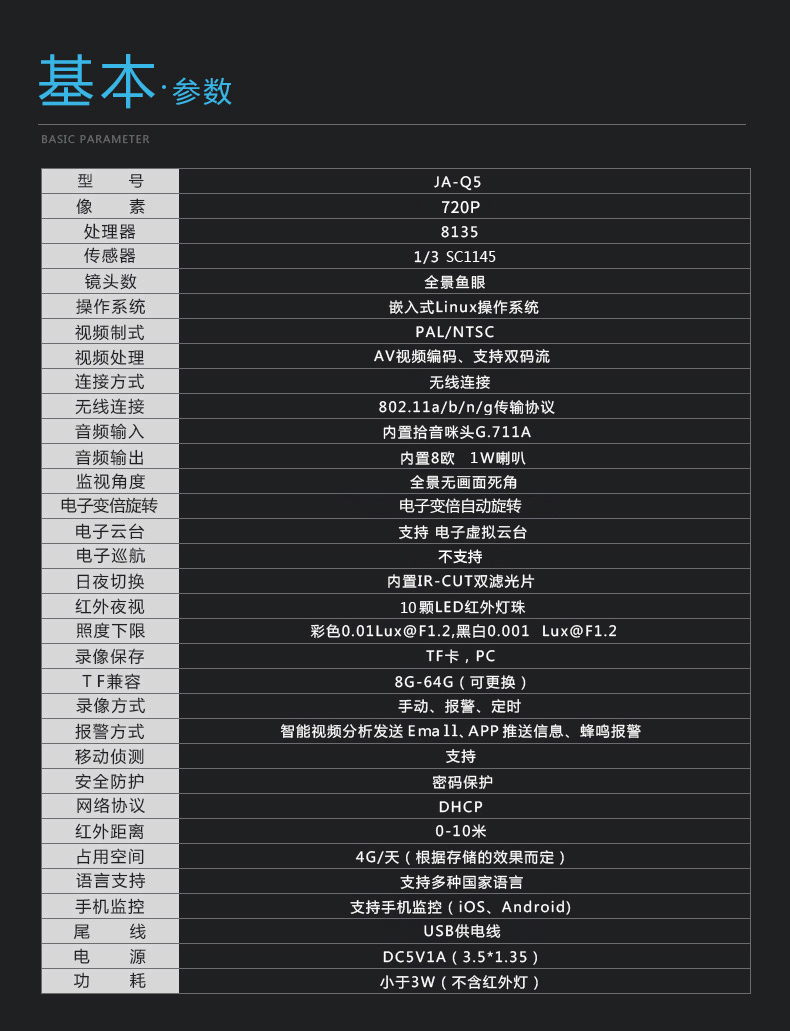 基本·参数
BASIC PARAMETER
型 号 JA-Q5
像 素 720P
处理器 8135
传感器 1/3 SC1145
镜头数 全景鱼眼
操作系统 嵌入式Linux操作系统
视频制式 PAL/NTSC
视频处理 AV视频编码、支持双码流
连接方式 无线连接
无线连接 802.11a/b/n/g传输协议
音频输入 内置拾音咪头G.711A
音频输出 内置8欧 1W喇叭
监视角度 全景无画面死角
电子变倍旋转 电子变倍自动旋转
电子云台 支持 电子虚拟云台
电子巡航 不支持
日夜切换 内置IR-CUT双滤光片
红外夜视 10颗LED红外灯珠
照度下限 彩色0.01Lux@F1.2,黑白0.001 Lux@F1.2
录像保存 TF卡，PC
TF兼容 8G-64G（可更换）
录像方式 手动、报警、定时
报警方式 智能视频分析发送 Emall、APP推送信息、蜂鸣报警
移动侦测 支持
安全防护 密码保护
网络协议 DHCP
红外距离 0-10米
占用空间 4G/天（根据存储的效果而定）
语言支持 支持多种国家语言
手机监控 支持手机监控（iOS、Android)
尾 线 USB供电线
电 源 DC5V1A（3.5*1.35）
功 耗 小于3W（不含红外灯）